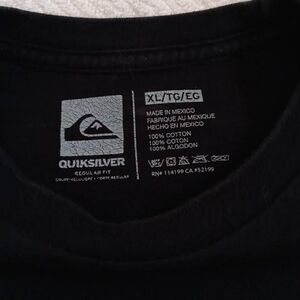 XL/TG/EG
MADE IN MEXICO
FABRIQUÉ AU MEXIQUE
HECHO EN MEXICO
100% COTTON
100% COTON
100% ALGODON
RN# 114199 CA #52199
QUIKSILVER
REGULAR FIT